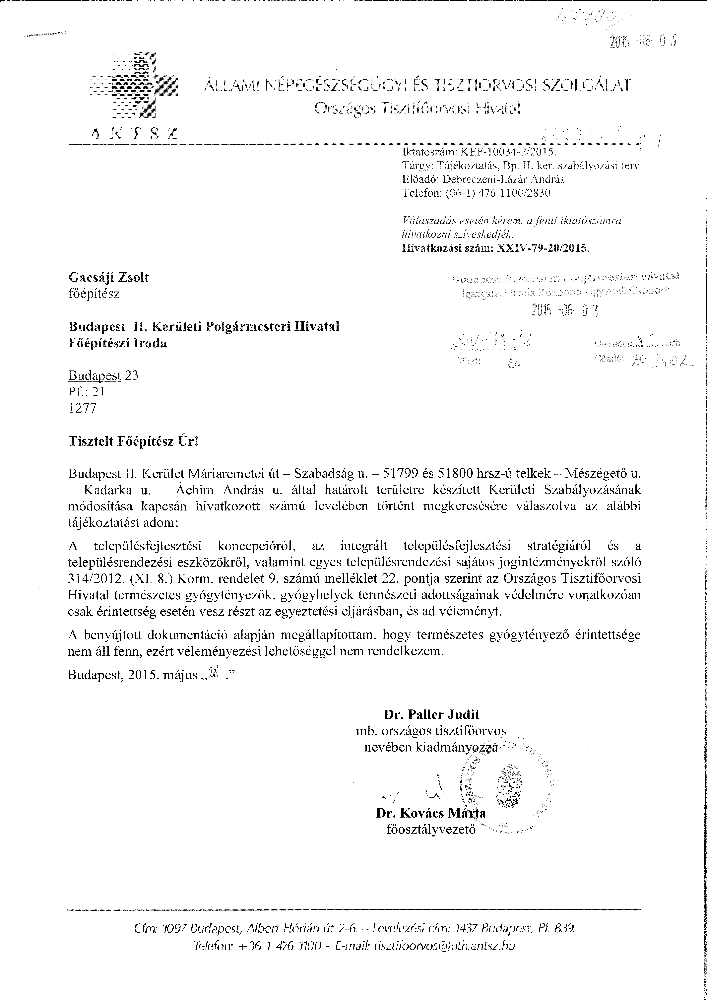 47760
2015 -06- 03
ÁLLAMI NÉPEGÉSZSÉGÜGYI ÉS TISZTIORVOSI SZOLGÁLAT
Országos Tisztifőorvosi Hivatal
ÁNTSZ
Iktatószám: KEF-10034-2/2015.
Tárgy: Tájékoztatás, Bp. II. ker..szabályozási terv
Előadó: Debreczeni-Lázár András
Telefon: (06-1) 476-1100/2830
Válaszadás esetén kérem, a fenti iktatószámra
hivatkozni szíveskedjék.
Hivatkozási szám: XXIV-79-20/2015.
Gacsáji Zsolt
főépítész
Budapest II. kerületi Polgármesteri Hivatal
Igazgatási Iroda Központi Ügyviteli Csoport
2015 -06- 03
Budapest II. Kerületi Polgármesteri Hivatal
Főépítészi Iroda
XXIV-79- szám
Melléklet:............db
Előirat:
Előadó: 2402
Budapest 23
Pf.: 21
1277
Tisztelt Főépítész Úr!
Budapest II. Kerület Máriaremetei út – Szabadság u. – 51799 és 51800 hrsz-ú telkek – Mészégető u.
– Kadarka u. – Áchim András u. által határolt területre készített Kerületi Szabályozásának
módosítása kapcsán hivatkozott számú levelében történt megkeresésére válaszolva az alábbi
tájékoztatást adom:
A településfejlesztési koncepcióról, az integrált településfejlesztési stratégiáról és a
településrendezési eszközökről, valamint egyes településrendezési sajátos jogintézményekről szóló
314/2012. (XI. 8.) Korm. rendelet 9. számú melléklet 22. pontja szerint az Országos Tisztifőorvosi
Hivatal természetes gyógytényezők, gyógyhelyek természeti adottságainak védelmére vonatkozóan
csak érintettség esetén vesz részt az egyeztetési eljárásban, és ad véleményt.
A benyújtott dokumentáció alapján megállapítottam, hogy természetes gyógytényező érintettsége
nem áll fenn, ezért véleményezési lehetőséggel nem rendelkezem.
Budapest, 2015. május „28 .”
Dr. Paller Judit
mb. országos tisztifőorvos
nevében kiadmányozza
ORSZÁGOS TISZTIFŐORVOSI HIVATAL
44.
Dr. Kovács Márta
főosztályvezető
Cím: 1097 Budapest, Albert Flórián út 2-6. – Levelezési cím: 1437 Budapest, Pf. 839.
Telefon: +36 1 476 1100 – E-mail: tisztifoorvos@oth.antsz.hu